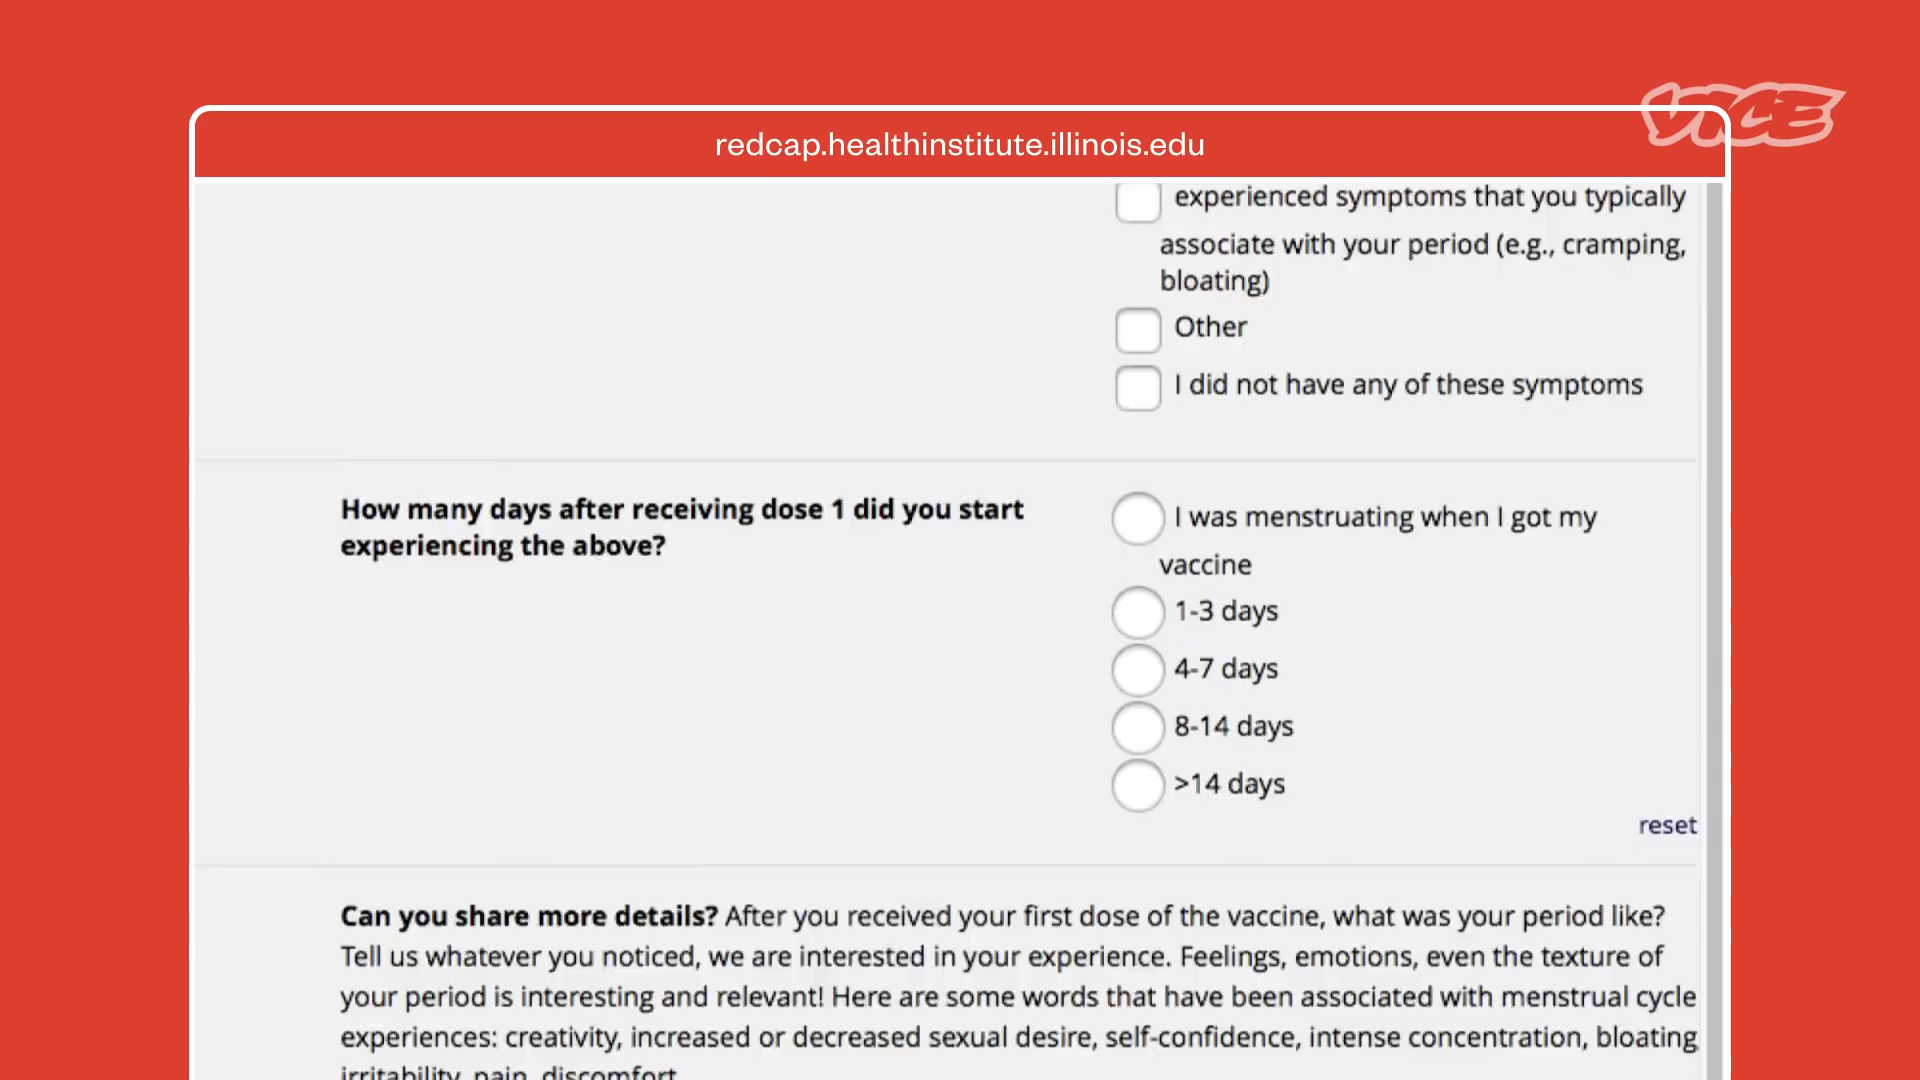 VICE
redcap.healthinstitute.illinois.edu
experienced symptoms that you typically
associate with your period (e.g., cramping,
bloating)
Other
I did not have any of these symptoms
How many days after receiving dose 1 did you start
experiencing the above?
I was menstruating when I got my
vaccine
1-3 days
4-7 days
8-14 days
>14 days
reset
Can you share more details? After you received your first dose of the vaccine, what was your period like?
Tell us whatever you noticed, we are interested in your experience. Feelings, emotions, even the texture of
your period is interesting and relevant! Here are some words that have been associated with menstrual cycle
experiences: creativity, increased or decreased sexual desire, self-confidence, intense concentration, bloating
irritability, pain, discomfort